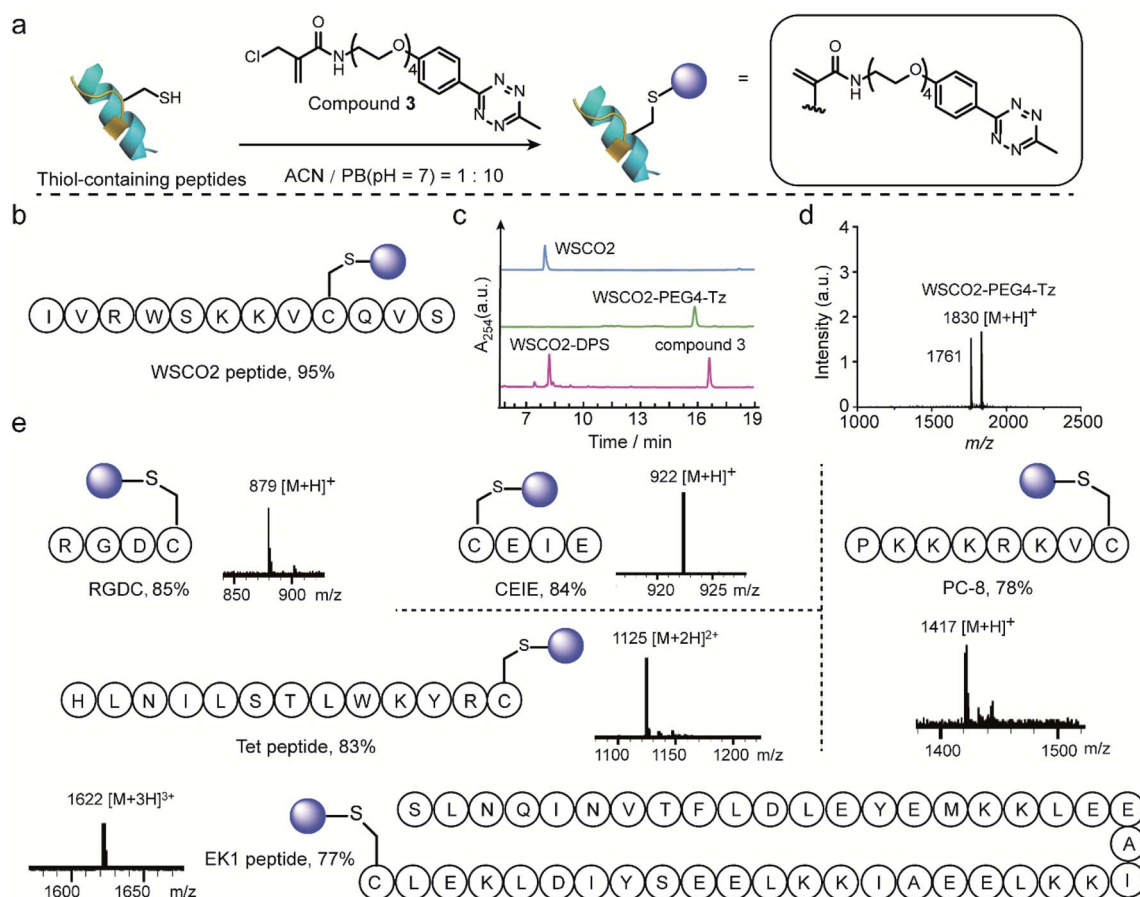 a
Cl
O
N
H
O
4
N
N
N
N
Compound 3
SH
Thiol-containing peptides
ACN / PB(pH = 7) = 1 : 10
S
=
O
N
H
O
4
N
N
N
N
b
S
I V R W S K K V C Q V S
WSCO2 peptide, 95%
c
A254(a.u.)
WSCO2
WSCO2-PEG4-Tz
WSCO2-DPS
compound 3
7 10 13 16 19
Time / min
d
Intensity (a.u.)
4
3
2
1
0
WSCO2-PEG4-Tz
1830 [M+H]+
1761
1000 1500 2000 2500
m/z
e
S
R G D C
RGDC, 85%
879 [M+H]+
850 900 m/z
S
C E I E
CEIE, 84%
922 [M+H]+
920 925 m/z
S
P K K K R K V C
PC-8, 78%
1417 [M+H]+
1400 1500 m/z
S
H L N I L S T L W K Y R C
Tet peptide, 83%
1125 [M+2H]2+
1100 1150 1200 m/z
1622 [M+3H]3+
1600 1650 m/z
S
EK1 peptide, 77%
S L N Q I N V T F L D L E Y E M K K L E E
A
C L E K L D I Y S E E L K K I A E E L K K I